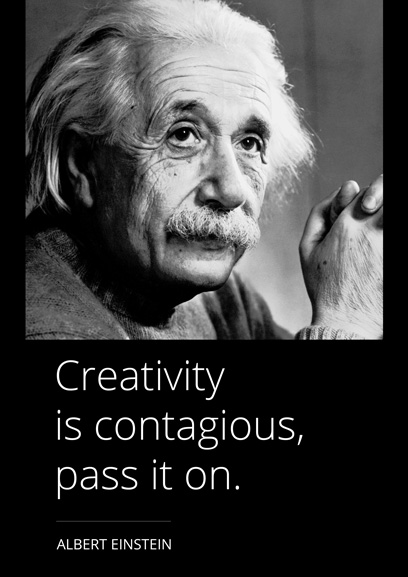 Creativity
is contagious,
pass it on.
ALBERT EINSTEIN